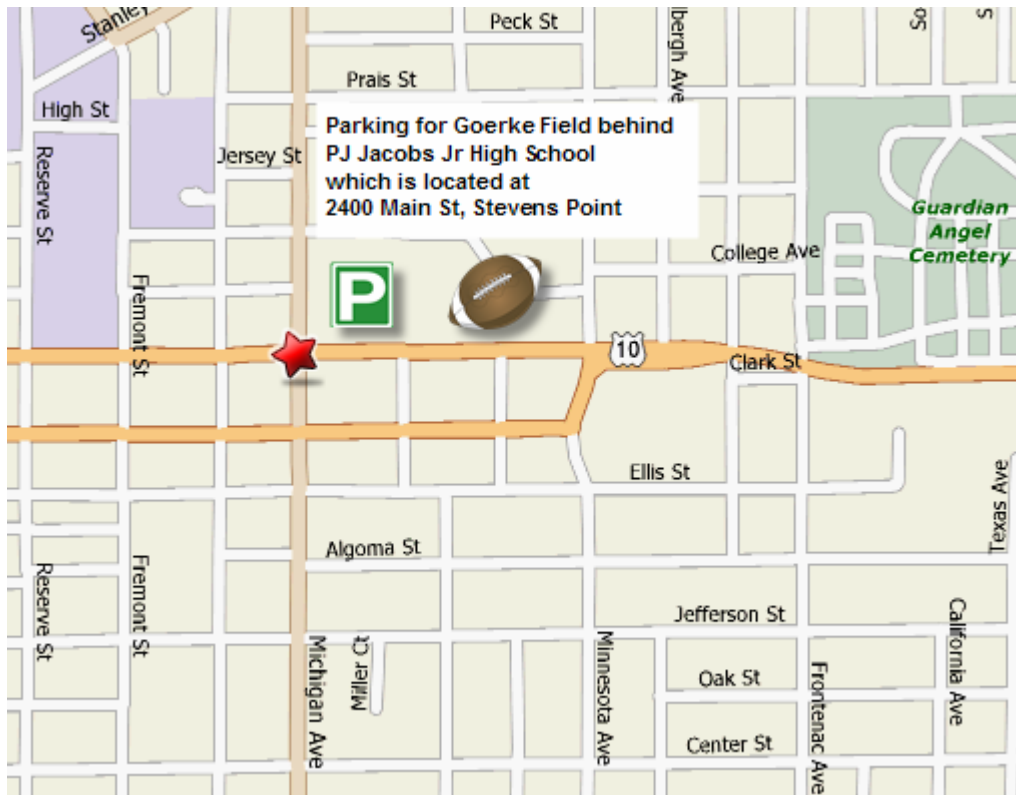 Stanley
Peck St
lbergh Ave
So
S
Prais St
High St
Parking for Goerke Field behind
PJ Jacobs Jr High School
which is located at
2400 Main St, Stevens Point
Jersey St
Reserve St
Guardian
Angel
Cemetery
College Ave
Fremont St
P
10
Clark St
Ellis St
Texas Ave
Algoma St
Reserve St
Fremont St
Jefferson St
California Ave
Michigan Ave
Miller Ct
Minnesota Ave
Oak St
Frontenac Ave
Center St